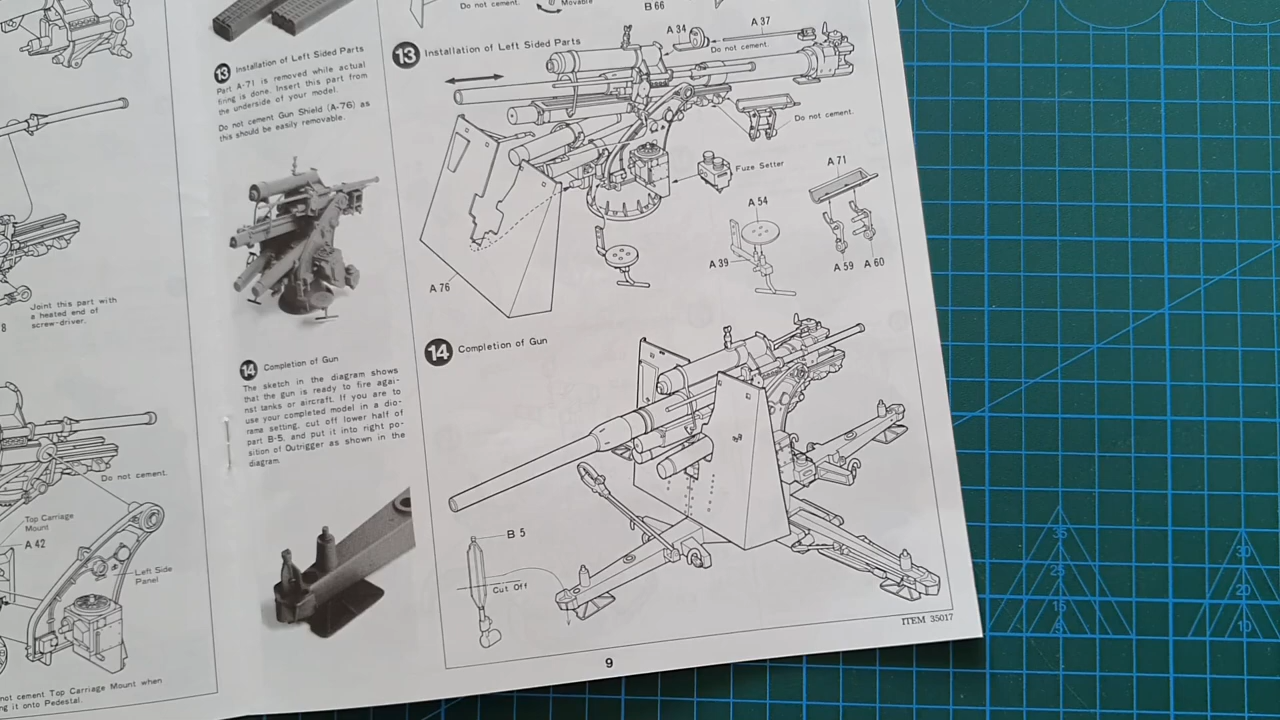 8
Joint this part with
a heated end of
screw-driver.
Do not cement.
Top Carriage
Mount
A 42
Left Side
Panel
not cement Top Carriage Mount when
ng it onto Pedestal.
13 Installation of Left Sided Parts
Part A-71 is removed while actual
firing is done. Insert this part from
the underside of your model.
Do not cement Gun Shield (A-76) as
this should be easily removable.
14 Completion of Gun
The sketch in the diagram shows
that the gun is ready to fire agai-
nst tanks or aircraft. If you are to
use your completed model in a dio-
rama setting, cut off lower half of
part B-5, and put it into right po-
sition of Outrigger as shown in the
diagram.
Do not cement.
Movable
B 66
13 Installation of Left Sided Parts
A 34
A 37
Do not cement.
Do not cement.
Fuze Setter
A 71
A 54
A 39
A 59
A 60
A 76
14 Completion of Gun
B 5
Cut Off
ITEM 35017
9
35
25
15
5
30
20
10